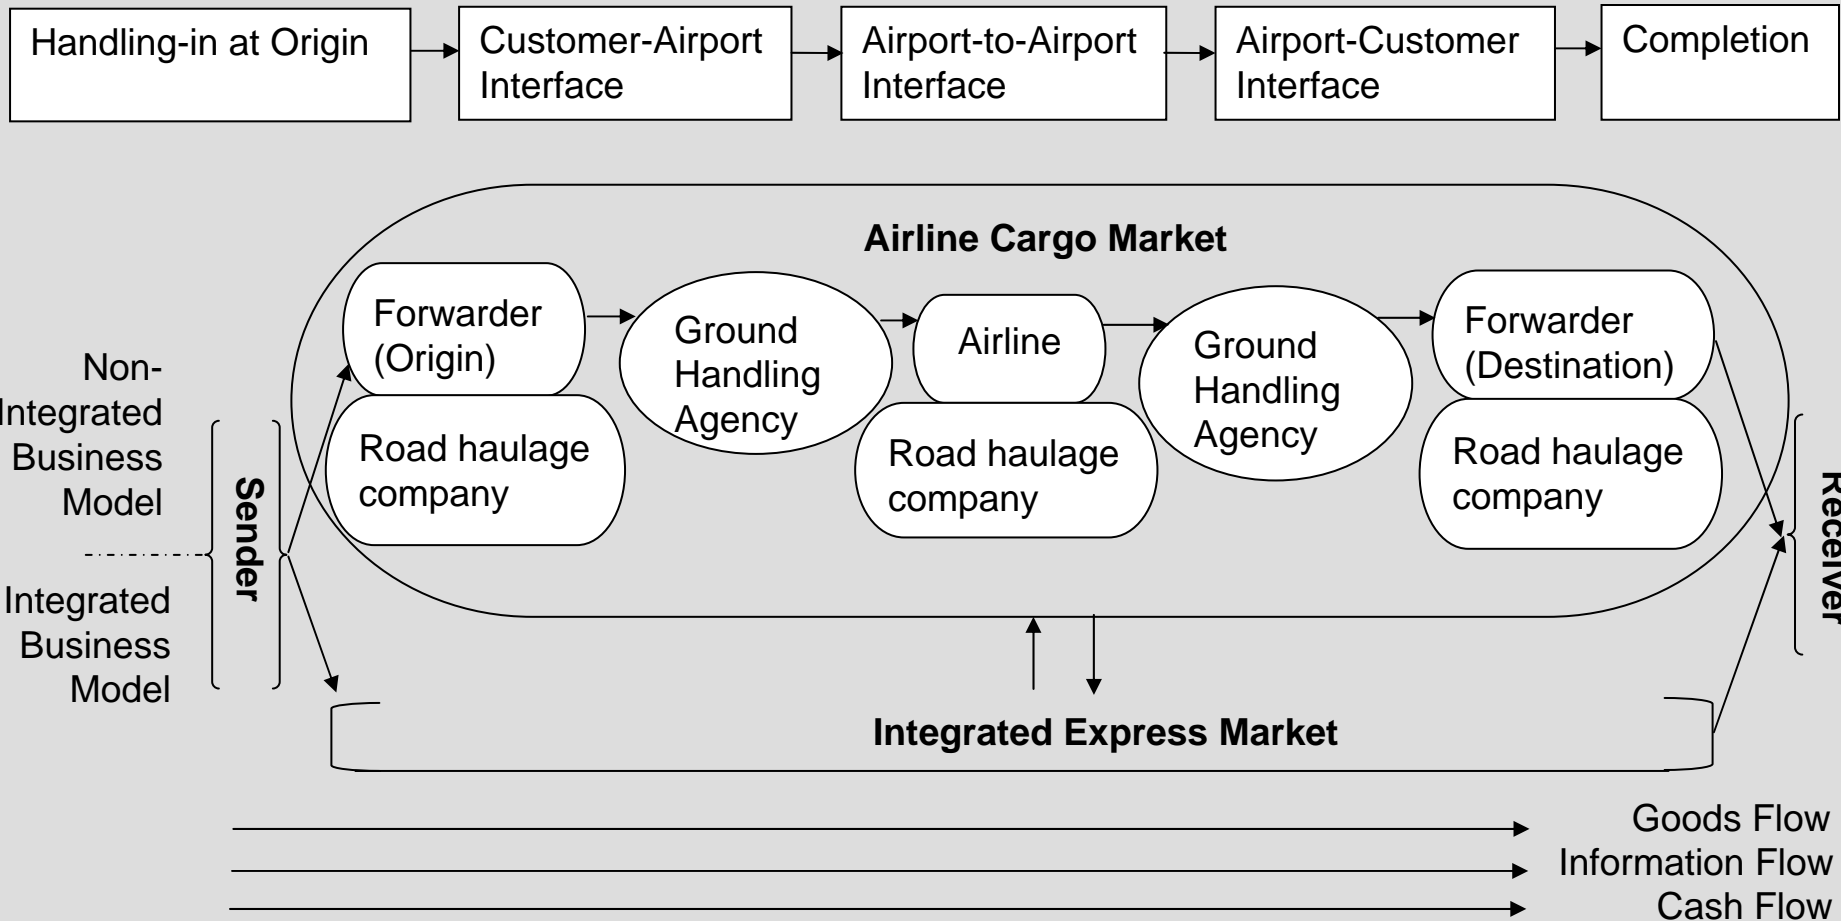 Handling-in at Origin
Customer-Airport
Interface
Airport-to-Airport
Interface
Airport-Customer
Interface
Completion
Airline Cargo Market
Forwarder
(Origin)
Road haulage
company
Ground
Handling
Agency
Airline
Road haulage
company
Ground
Handling
Agency
Forwarder
(Destination)
Road haulage
company
Non-
Integrated
Business
Model
Sender
Integrated
Business
Model
Receiver
Integrated Express Market
Goods Flow
Information Flow
Cash Flow